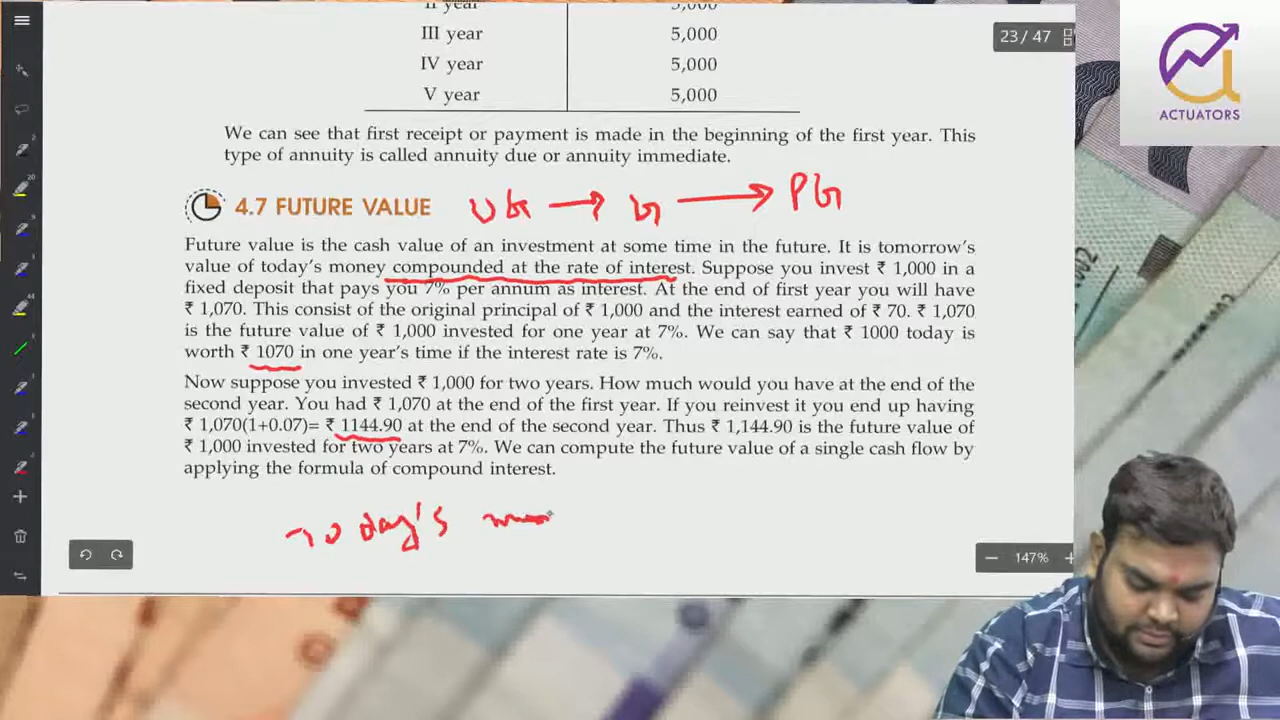 II year 5,000
23 / 47
III year 5,000
IV year 5,000
V year 5,000
ACTUATORS
We can see that first receipt or payment is made in the beginning of the first year. This
type of annuity is called annuity due or annuity immediate.
4.7 FUTURE VALUE
Future value is the cash value of an investment at some time in the future. It is tomorrow's
value of today's money compounded at the rate of interest. Suppose you invest ₹ 1,000 in a
fixed deposit that pays you 7% per annum as interest. At the end of first year you will have
₹ 1,070. This consist of the original principal of ₹ 1,000 and the interest earned of ₹ 70. ₹ 1,070
is the future value of ₹ 1,000 invested for one year at 7%. We can say that ₹ 1000 today is
worth ₹ 1070 in one year's time if the interest rate is 7%.
Now suppose you invested ₹ 1,000 for two years. How much would you have at the end of the
second year. You had ₹ 1,070 at the end of the first year. If you reinvest it you end up having
₹ 1,070(1+0.07)= ₹ 1144.90 at the end of the second year. Thus ₹ 1,144.90 is the future value of
₹ 1,000 invested for two years at 7%. We can compute the future value of a single cash flow by
applying the formula of compound interest.
Today's
147%